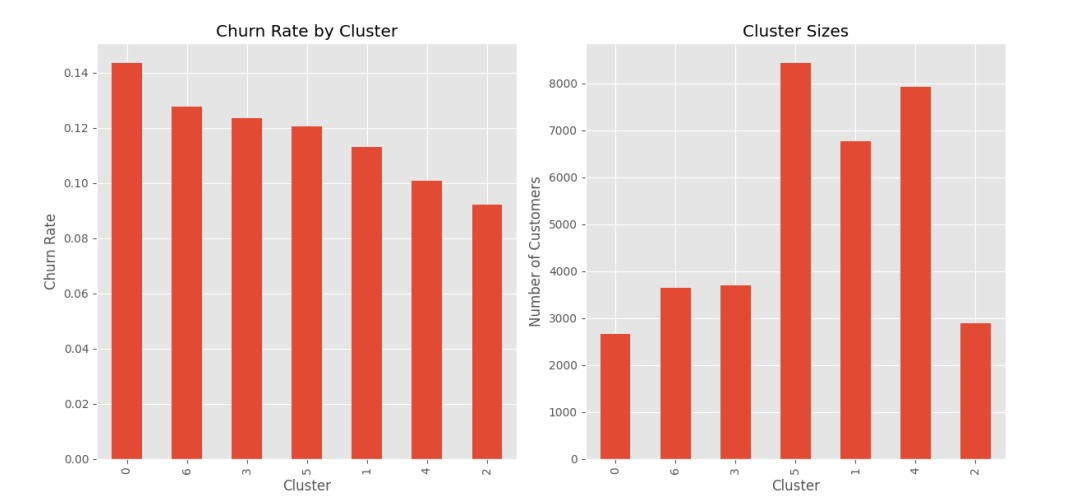 Churn Rate by Cluster
Churn Rate
0.14
0.12
0.10
0.08
0.06
0.04
0.02
0.00
0 6 3 5 1 4 2
Cluster
Cluster Sizes
Number of Customers
8000
7000
6000
5000
4000
3000
2000
1000
0
0 6 3 5 1 4 2
Cluster